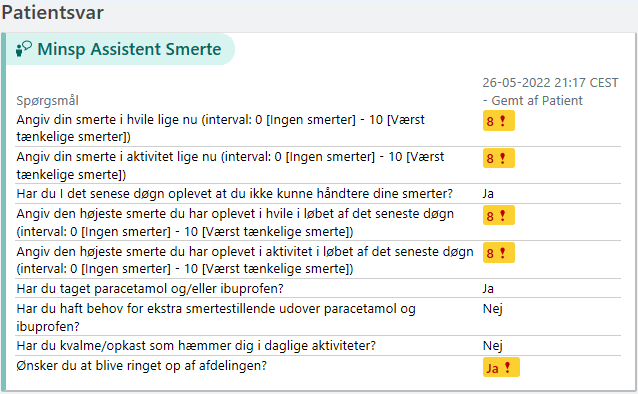 Patientsvar
Minsp Assistent Smerte
26-05-2022 21:17 CEST
Spørgsmål - Gemt af Patient
Angiv din smerte i hvile lige nu (interval: 0 [Ingen smerter] - 10 [Værst 8 !
tænkelige smerter])
Angiv din smerte i aktivitet lige nu (interval: 0 [Ingen smerter] - 10 [Værst 8 !
tænkelige smerte])
Har du I det senese døgn oplevet at du ikke kunne håndtere dine smerter? Ja
Angiv den højeste smerte du har oplevet i hvile i løbet af det seneste døgn 8 !
(interval: 0 [Ingen smerter] - 10 [Værst tænkelige smerte])
Angiv den højeste smerte du har oplevet i aktivitet i løbet af det seneste døgn 8 !
(interval: 0 [Ingen smerter] - 10 [Værst tænkelige smerte])
Har du taget paracetamol og/eller ibuprofen? Ja
Har du haft behov for ekstra smertestillende udover paracetamol og Nej
ibuprofen?
Har du kvalme/opkast som hæmmer dig i daglige aktiviteter? Nej
Ønsker du at blive ringet op af afdelingen? Ja !